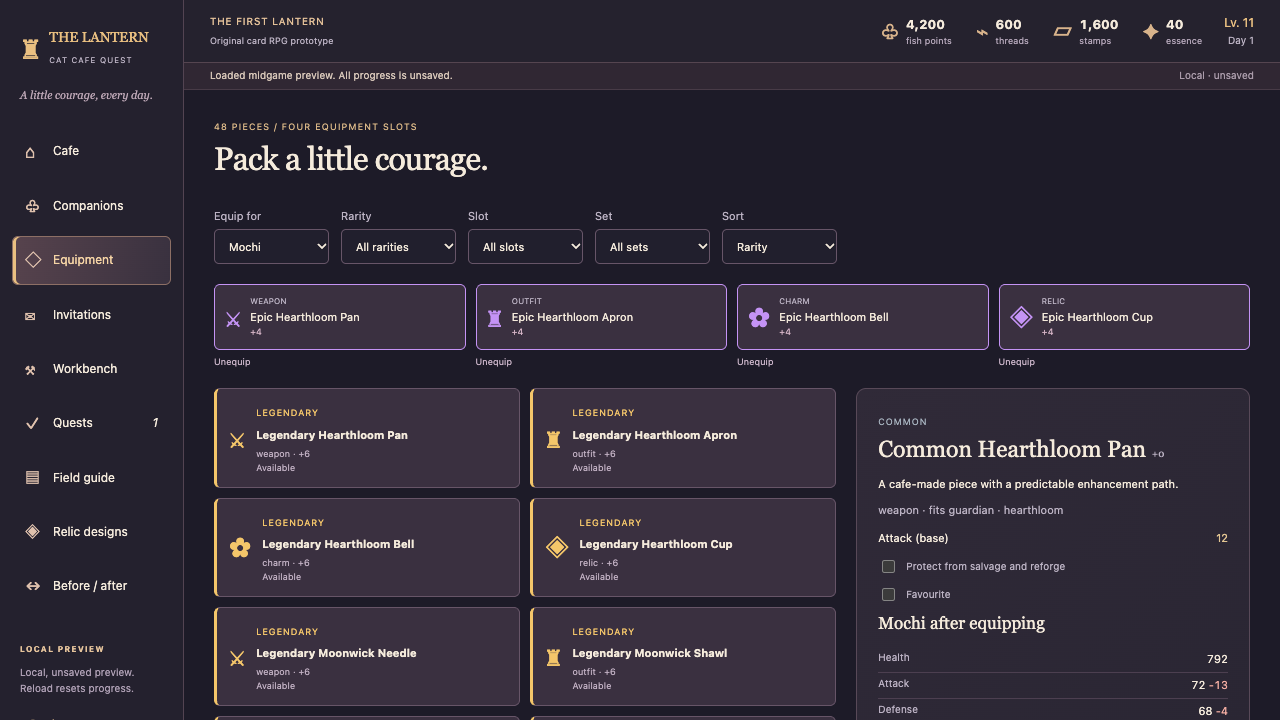 THE LANTERN
CAT CAFE QUEST
A little courage, every day.
Cafe
Companions
Equipment
Invitations
Workbench
Quests 1
Field guide
Relic designs
Before / after
LOCAL PREVIEW
Local, unsaved preview.
Reload resets progress.
THE FIRST LANTERN
Original card RPG prototype
4,200
fish points
600
threads
1,600
stamps
40
essence
Lv. 11
Day 1
Loaded midgame preview. All progress is unsaved.
Local · unsaved
48 PIECES / FOUR EQUIPMENT SLOTS
Pack a little courage.
Equip for
Mochi
Rarity
All rarities
Slot
All slots
Set
All sets
Sort
Rarity
WEAPON
Epic Hearthloom Pan
+4
Unequip
OUTFIT
Epic Hearthloom Apron
+4
Unequip
CHARM
Epic Hearthloom Bell
+4
Unequip
RELIC
Epic Hearthloom Cup
+4
Unequip
LEGENDARY
Legendary Hearthloom Pan
weapon · +6
Available
LEGENDARY
Legendary Hearthloom Apron
outfit · +6
Available
LEGENDARY
Legendary Hearthloom Bell
charm · +6
Available
LEGENDARY
Legendary Hearthloom Cup
relic · +6
Available
LEGENDARY
Legendary Moonwick Needle
weapon · +6
Available
LEGENDARY
Legendary Moonwick Shawl
outfit · +6
Available
COMMON
Common Hearthloom Pan +0
A cafe-made piece with a predictable enhancement path.
weapon · fits guardian · hearthloom
Attack (base) 12
Protect from salvage and reforge
Favourite
Mochi after equipping
Health 792
Attack 72 -13
Defense 68 -4